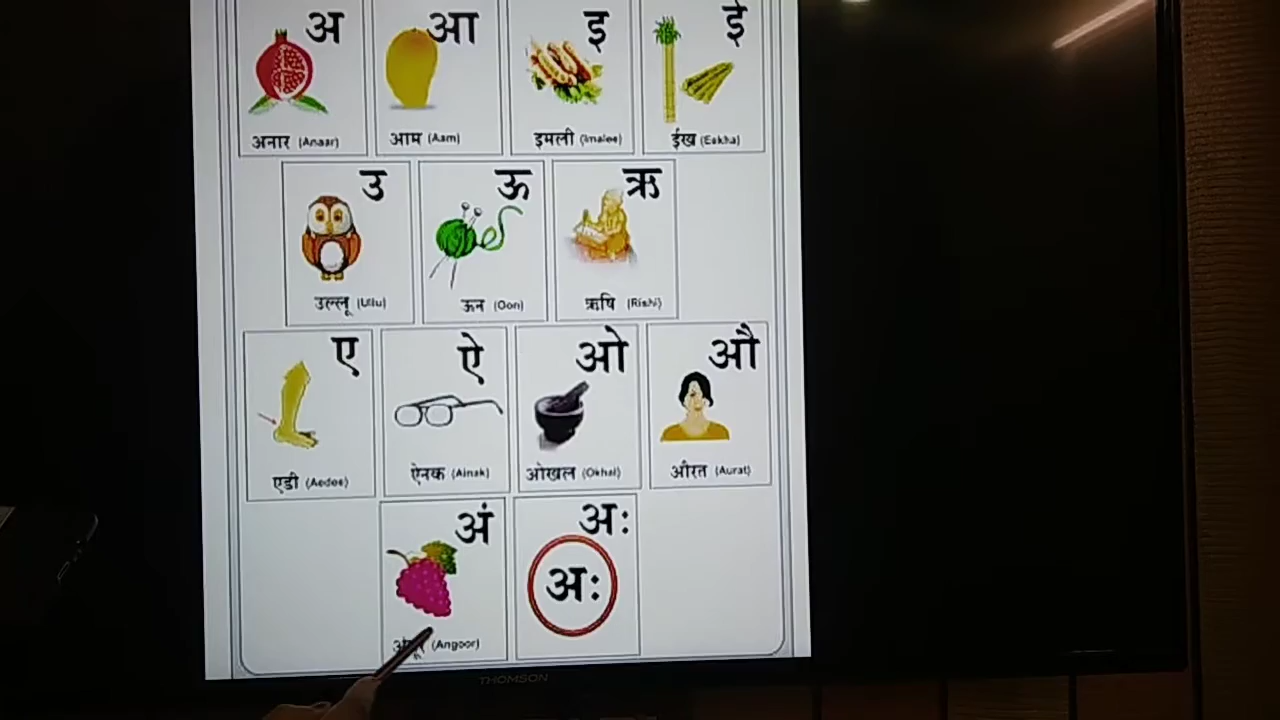 अ आ इ ई
अनार (Anaar) आम (Aam) इमली (Imalee) ईख (Eekha)
उ ऊ ऋ
उल्लू (Ullu) ऊन (Oon) ऋषि (Rishi)
ए ऐ ओ औ
एडी (Aedee) ऐनक (Ainak) ओखल (Okhal) औरत (Aurat)
अं अः
अः
अंगूर (Angoor)
THOMSON